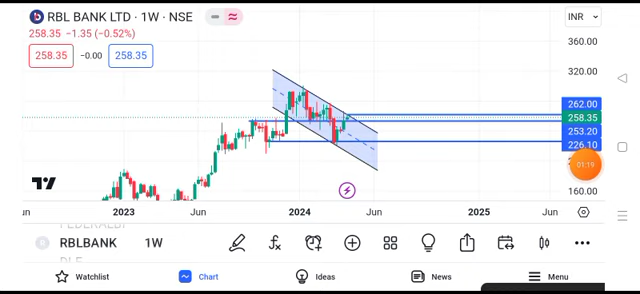 RBL BANK LTD · 1W · NSE
INR
258.35 −1.35 (−0.52%)
258.35 −0.00 258.35
360.00
320.00
262.00
258.35
253.20
226.10
01:19
160.00
2023 Jun 2024 Jun 2025 Jun
RBLBANK 1W
Watchlist Chart Ideas News Menu